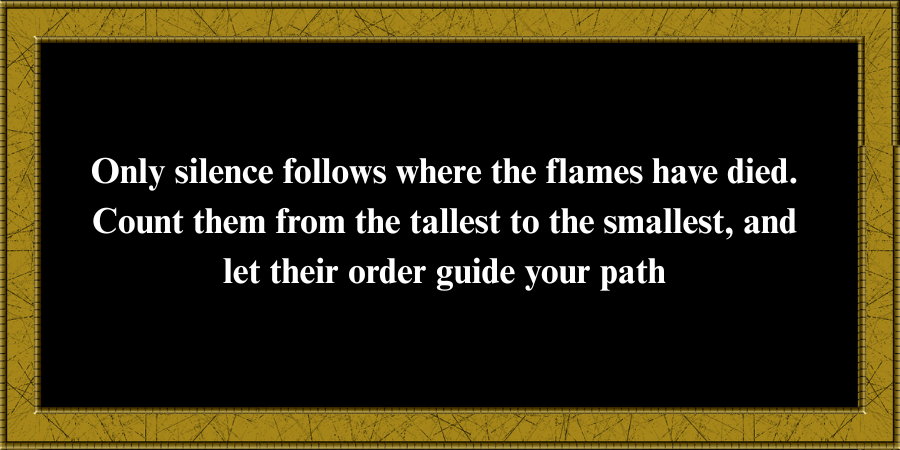 Only silence follows where the flames have died.
Count them from the tallest to the smallest, and
let their order guide your path